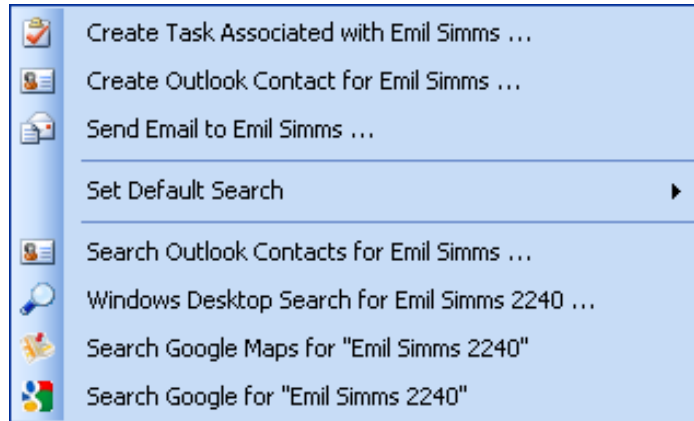 Create Task Associated with Emil Simms ...
Create Outlook Contact for Emil Simms ...
Send Email to Emil Simms ...
Set Default Search
Search Outlook Contacts for Emil Simms ...
Windows Desktop Search for Emil Simms 2240 ...
Search Google Maps for "Emil Simms 2240"
Search Google for "Emil Simms 2240"